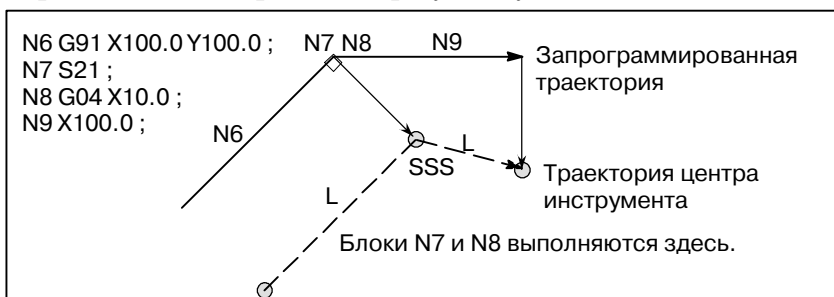 N6 G91 X100.0 Y100.0 ;
N7 S21 ;
N8 G04 X10.0 ;
N9 X100.0 ;
N7 N8
N9
Запрограммированная
траектория
N6
L
SSS
L
Траектория центра
инструмента
Блоки N7 и N8 выполняются здесь.